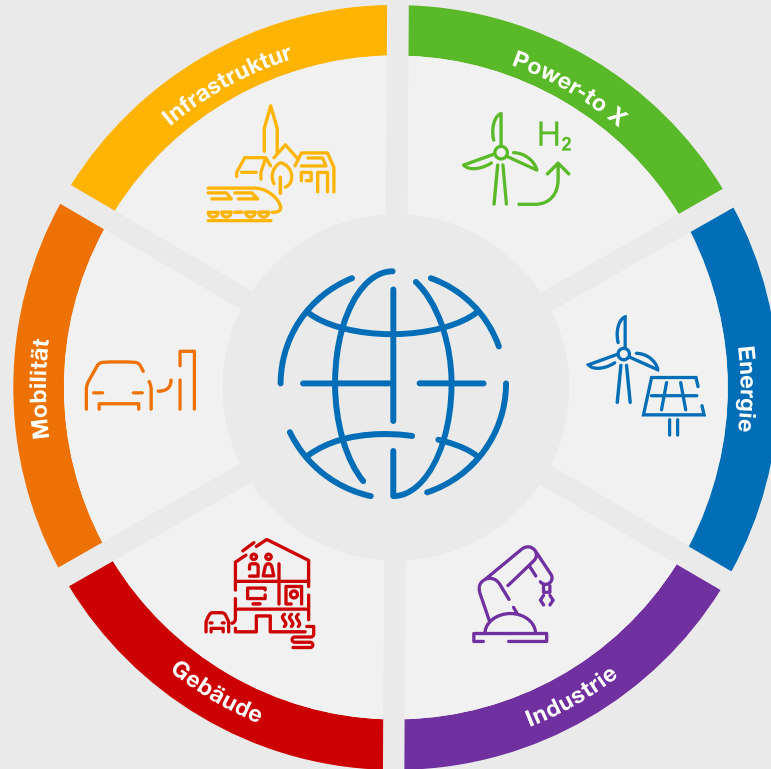 Infrastruktur
Power-to X
H₂
Energie
Industrie
Gebäude
Mobilität